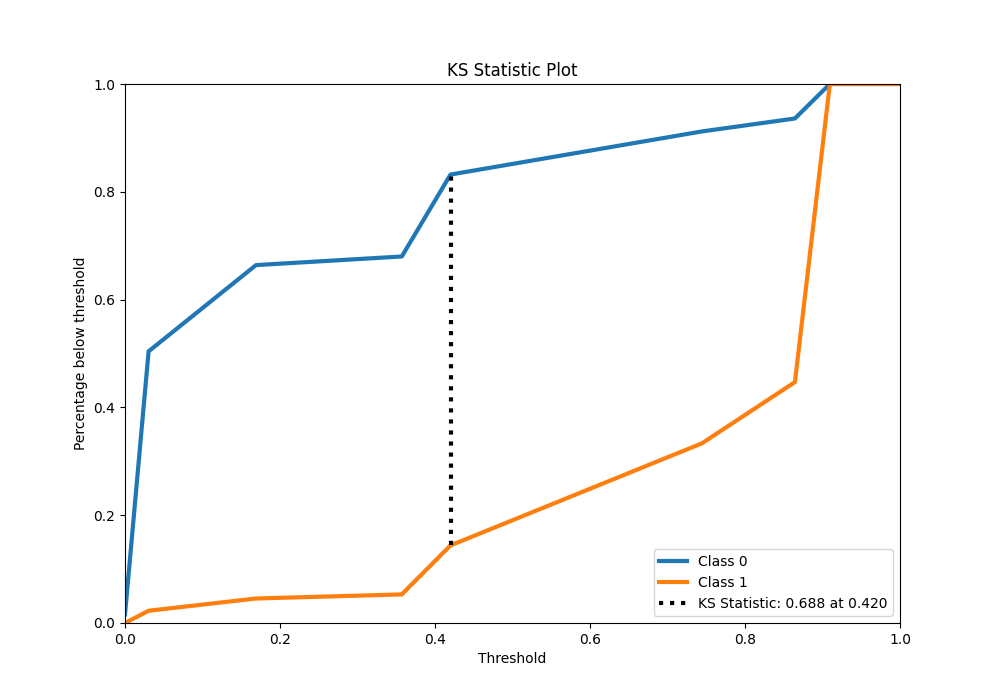 KS Statistic Plot
Percentage below threshold
1.0
0.8
0.6
0.4
0.2
0.0
0.0 0.2 0.4 0.6 0.8 1.0
Threshold
Class 0
Class 1
KS Statistic: 0.688 at 0.420